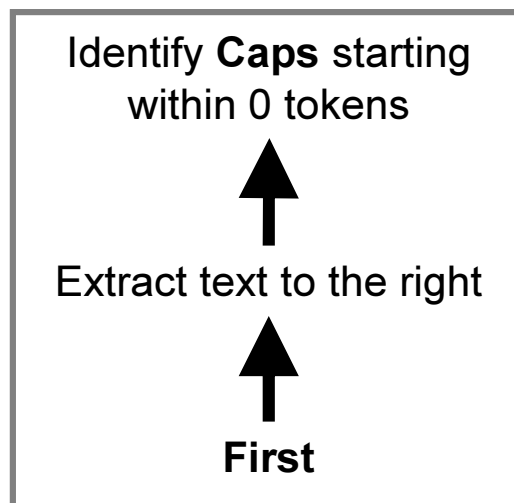 Identify Caps starting
within 0 tokens
Extract text to the right
First